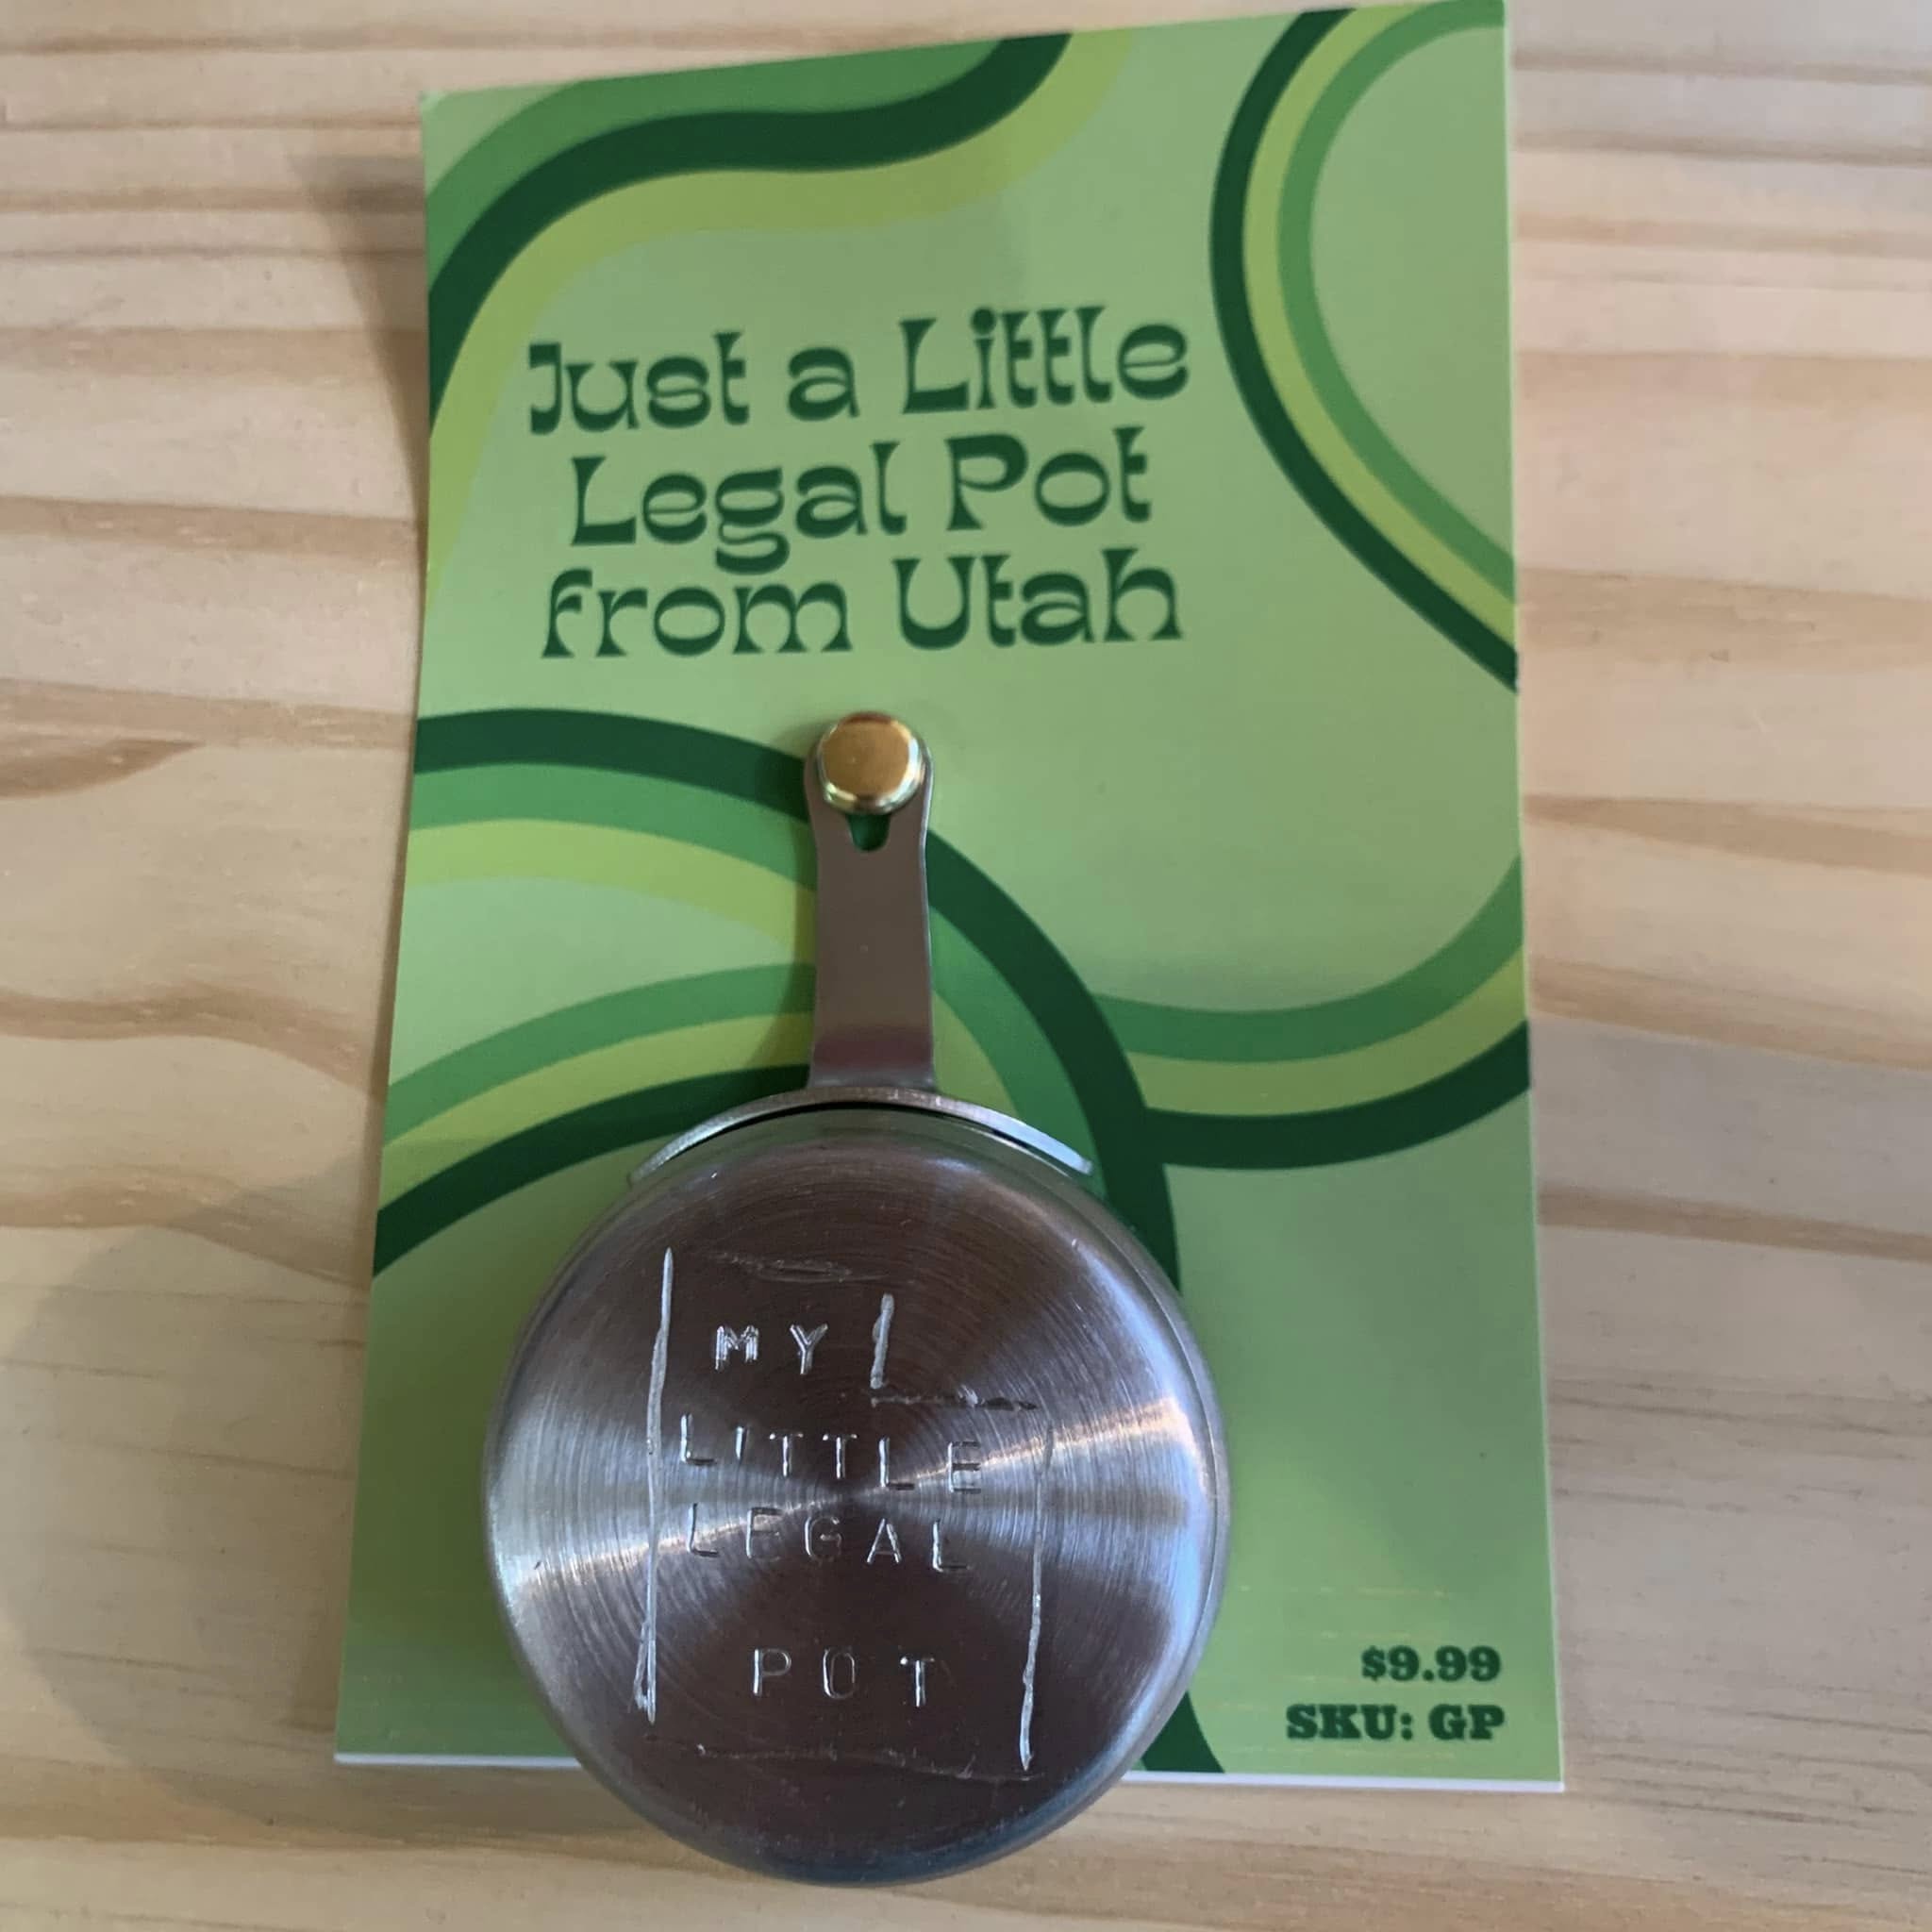 Just a Little
Legal Pot
from Utah
MY
LITTLE
LEGAL
POT
$9.99
SKU: GP